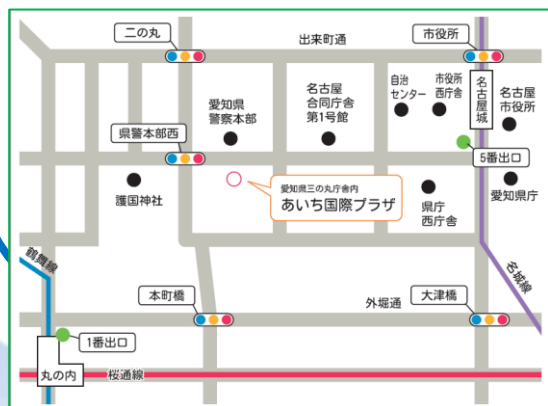 二の丸
出来町通
市役所
愛知県
警察本部
名古屋
合同庁舎
第1号館
自治
センター
市役所
西庁舎
名古屋城
名古屋
市役所
県警本部西
5番出口
護国神社
愛知県三の丸庁舎内
あいち国際プラザ
県庁
西庁舎
愛知県庁
鶴舞線
名城線
本町橋
外堀通
大津橋
1番出口
丸の内
桜通線